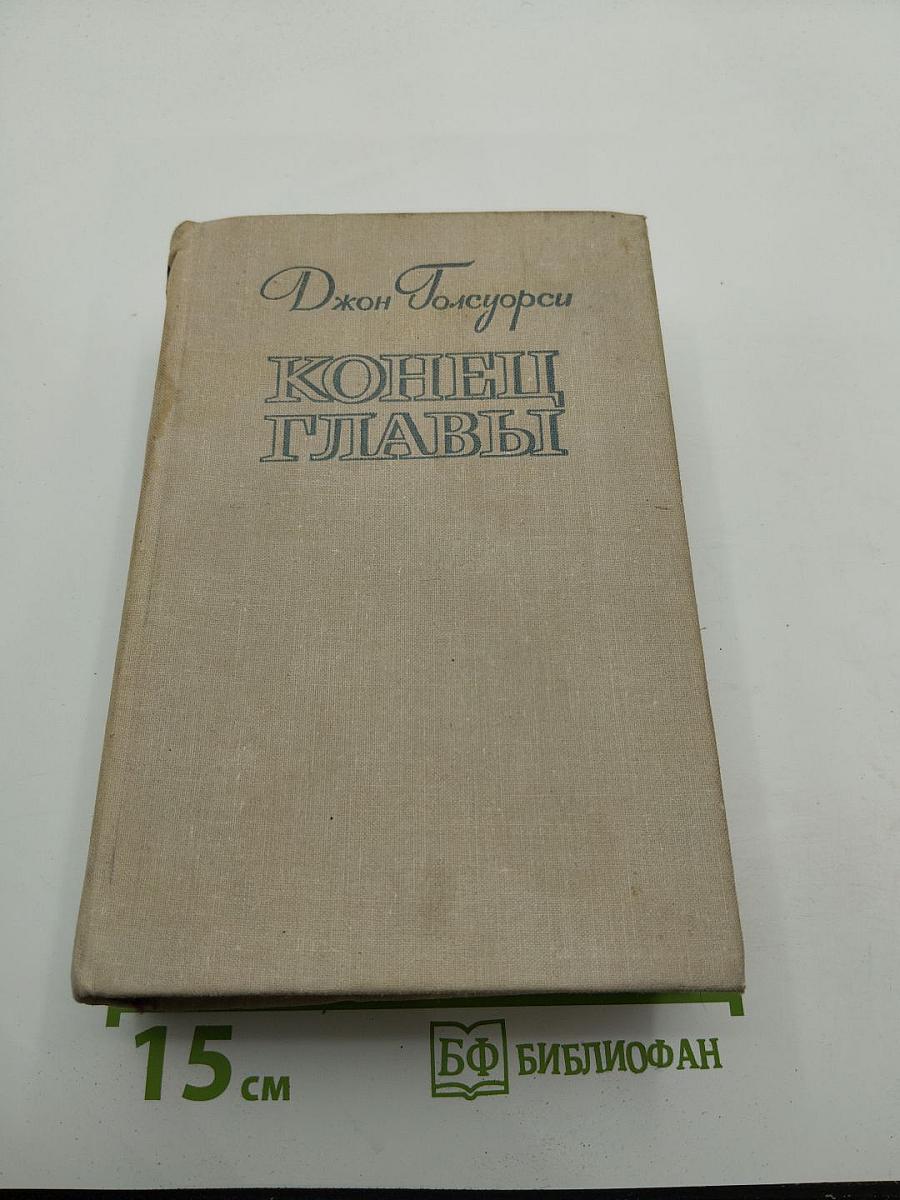 Джон Голсуорси
КОНЕЦ
ГЛАВЫ
15 см
БФ БИБЛИОФАН